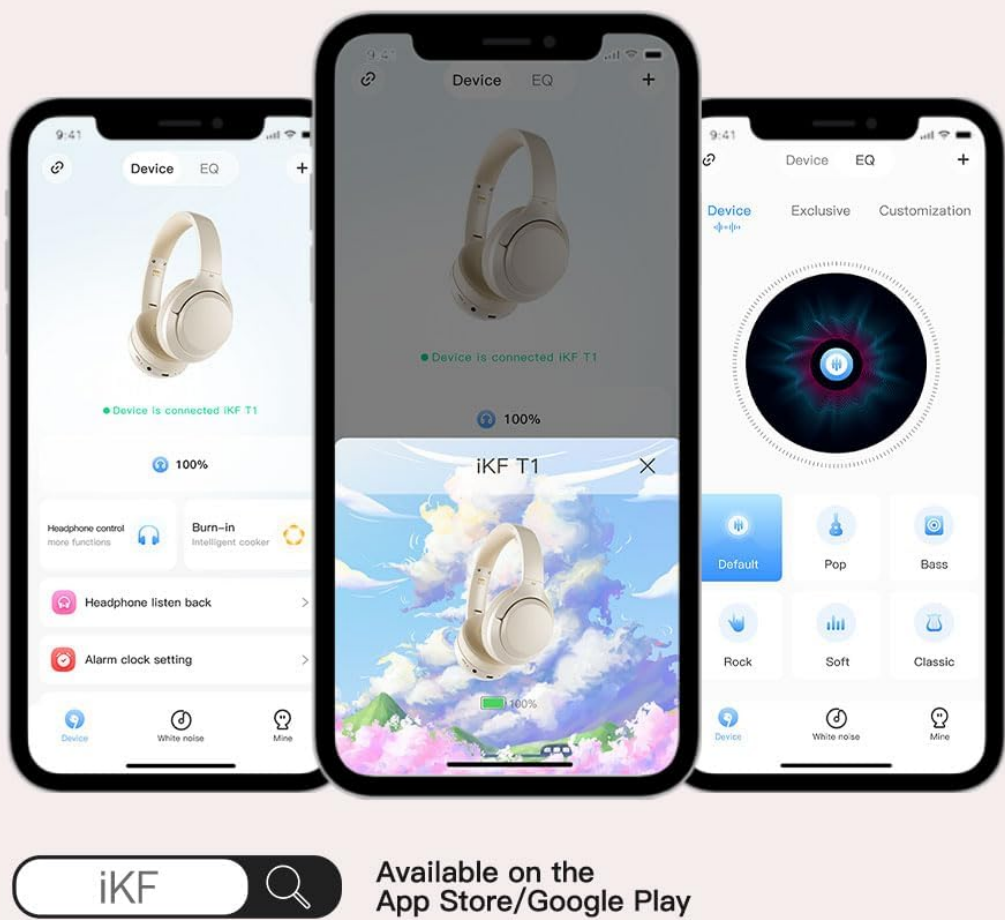 9:41
Device EQ
Device is connected iKF T1
100%
Headphone control
more functions
Burn-in
Intelligent cooker
Headphone listen back
Alarm clock setting
Device
White noise
Mine
9:41
Device EQ
Device is connected iKF T1
100%
iKF T1
100%
9:41
Device EQ
Device Exclusive Customization
Default Pop Bass
Rock Soft Classic
Device White noise Mine
iKF
Available on the
App Store/Google Play